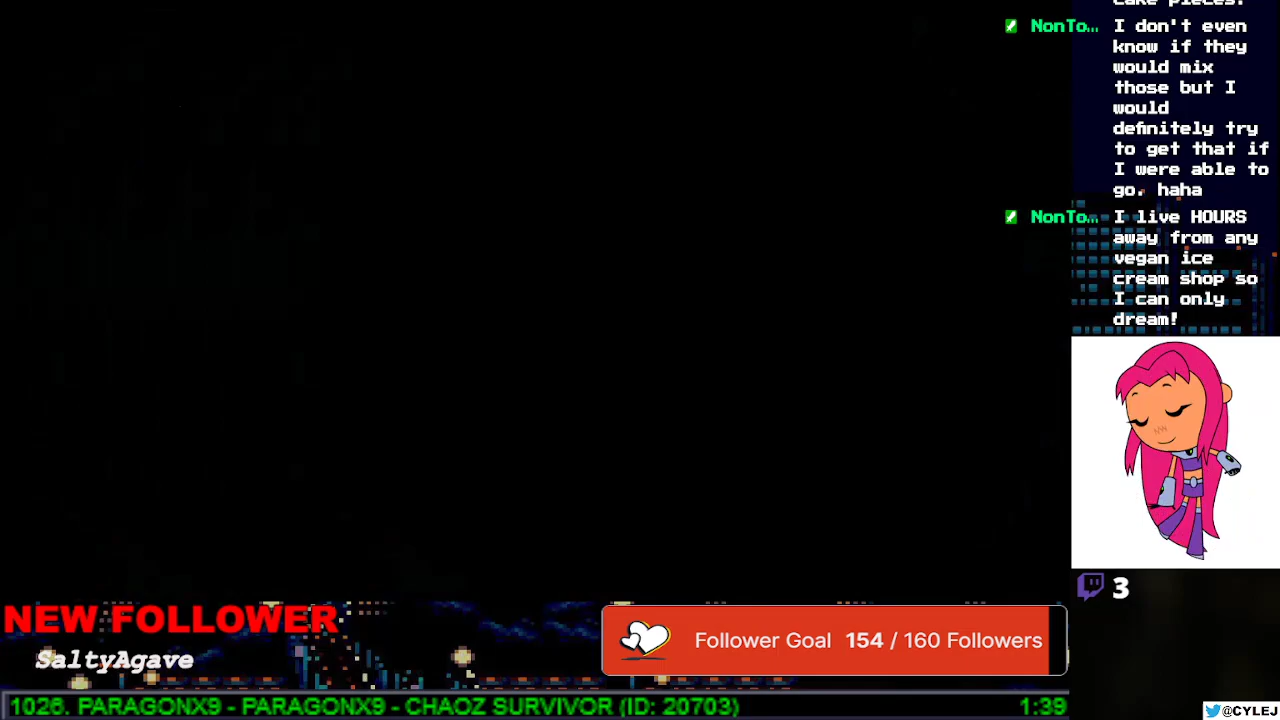 cake pieces.
NonTo... I don't even
know if they
would mix
those but I
would
definitely try
to get that if
I were able to
go. haha
NonTo... I live HOURS
away from any
vegan ice
cream shop so
I can only
dream!
3
NEW FOLLOWER
SaltyAgave
Follower Goal 154 / 160 Followers
1026. PARAGONX9 - PARAGONX9 - CHAOZ SURVIVOR (ID: 20703) 1:39
@CYLEJ